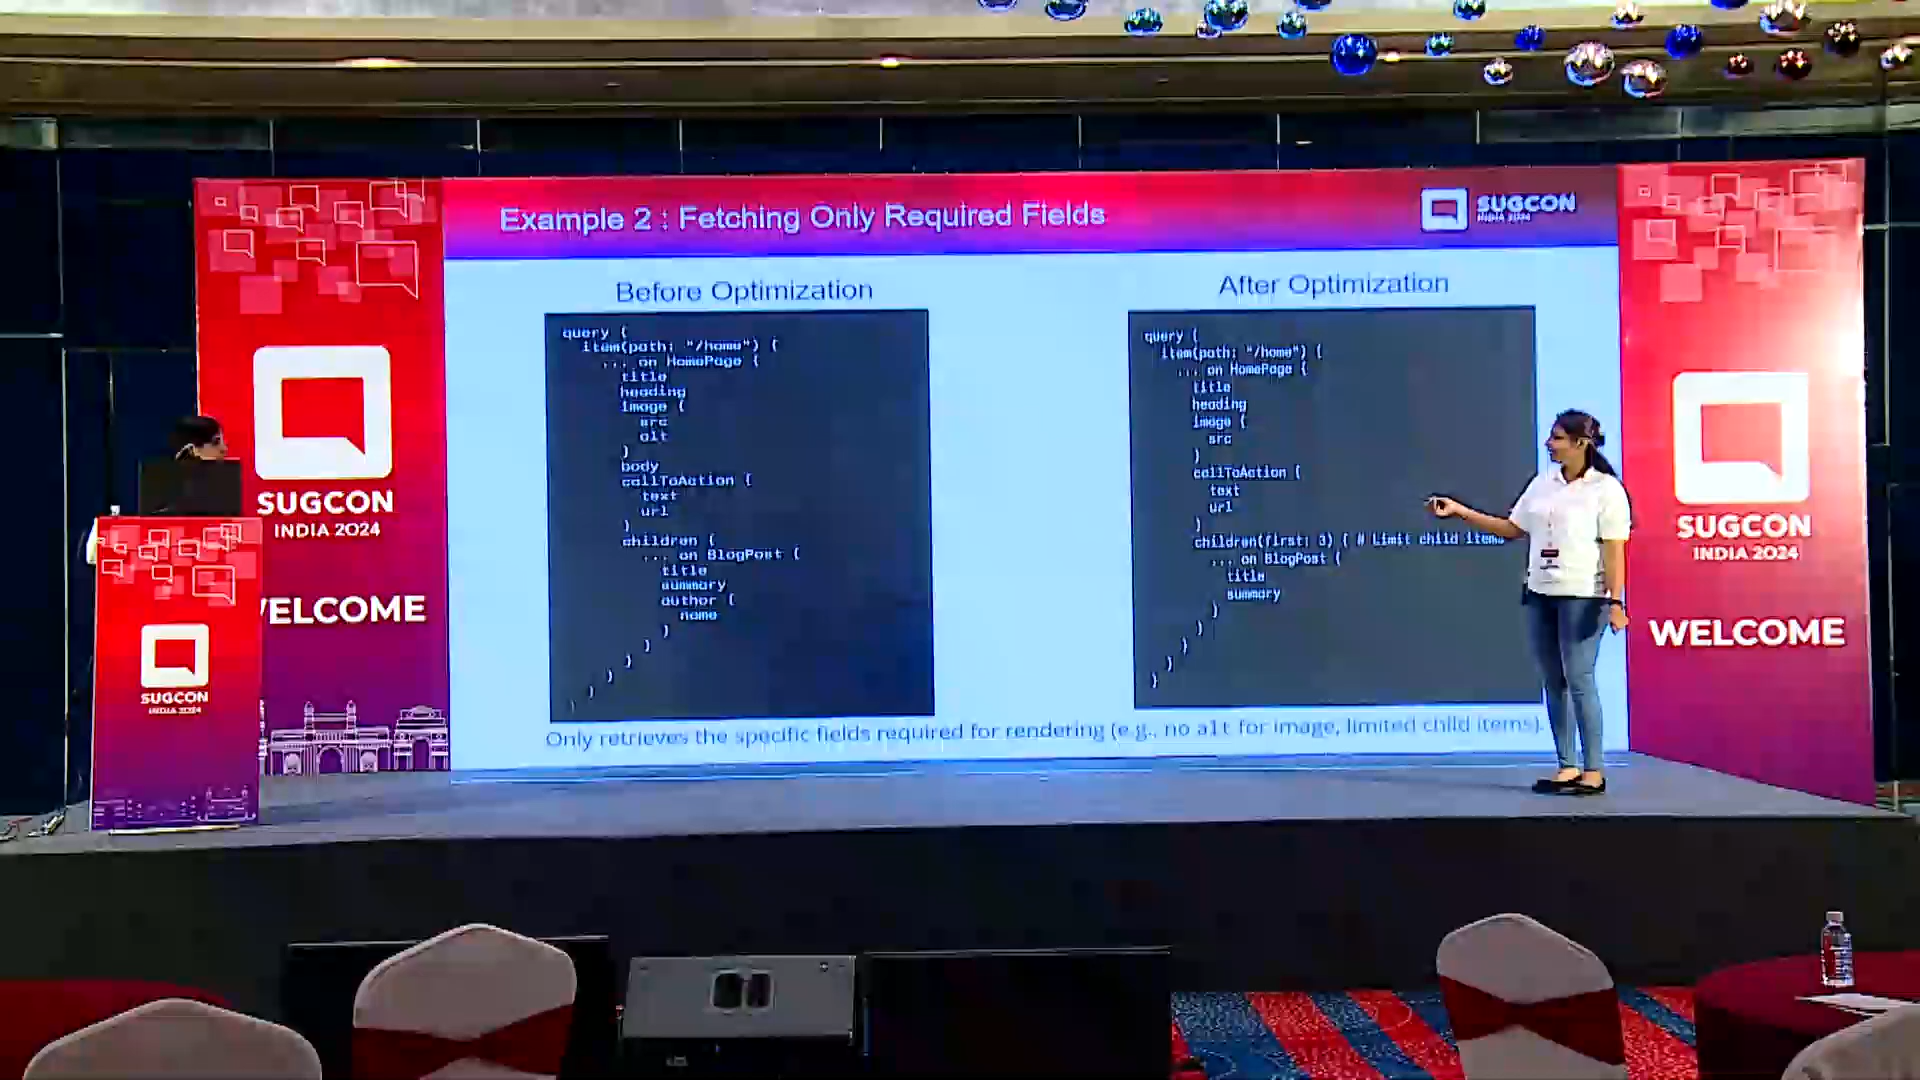 Example 2 : Fetching Only Required Fields
SUGCON
INDIA 2024
Before Optimization
query {
item(path: "/home") {
... on HomePage {
title
heading
image {
src
alt
}
body
callToAction {
text
url
}
children {
... on BlogPost {
title
summary
author {
name
}
}
}
}
}
}
After Optimization
query {
item(path: "/home") {
... on HomePage {
title
heading
image {
src
}
callToAction {
text
url
}
children(first: 3) { # Limit child items
... on BlogPost {
title
summary
}
}
}
}
}
Only retrieves the specific fields required for rendering (e.g., no alt for image, limited child items).
SUGCON
INDIA 2024
WELCOME
SUGCON
INDIA 2024
SUGCON
INDIA 2024
WELCOME